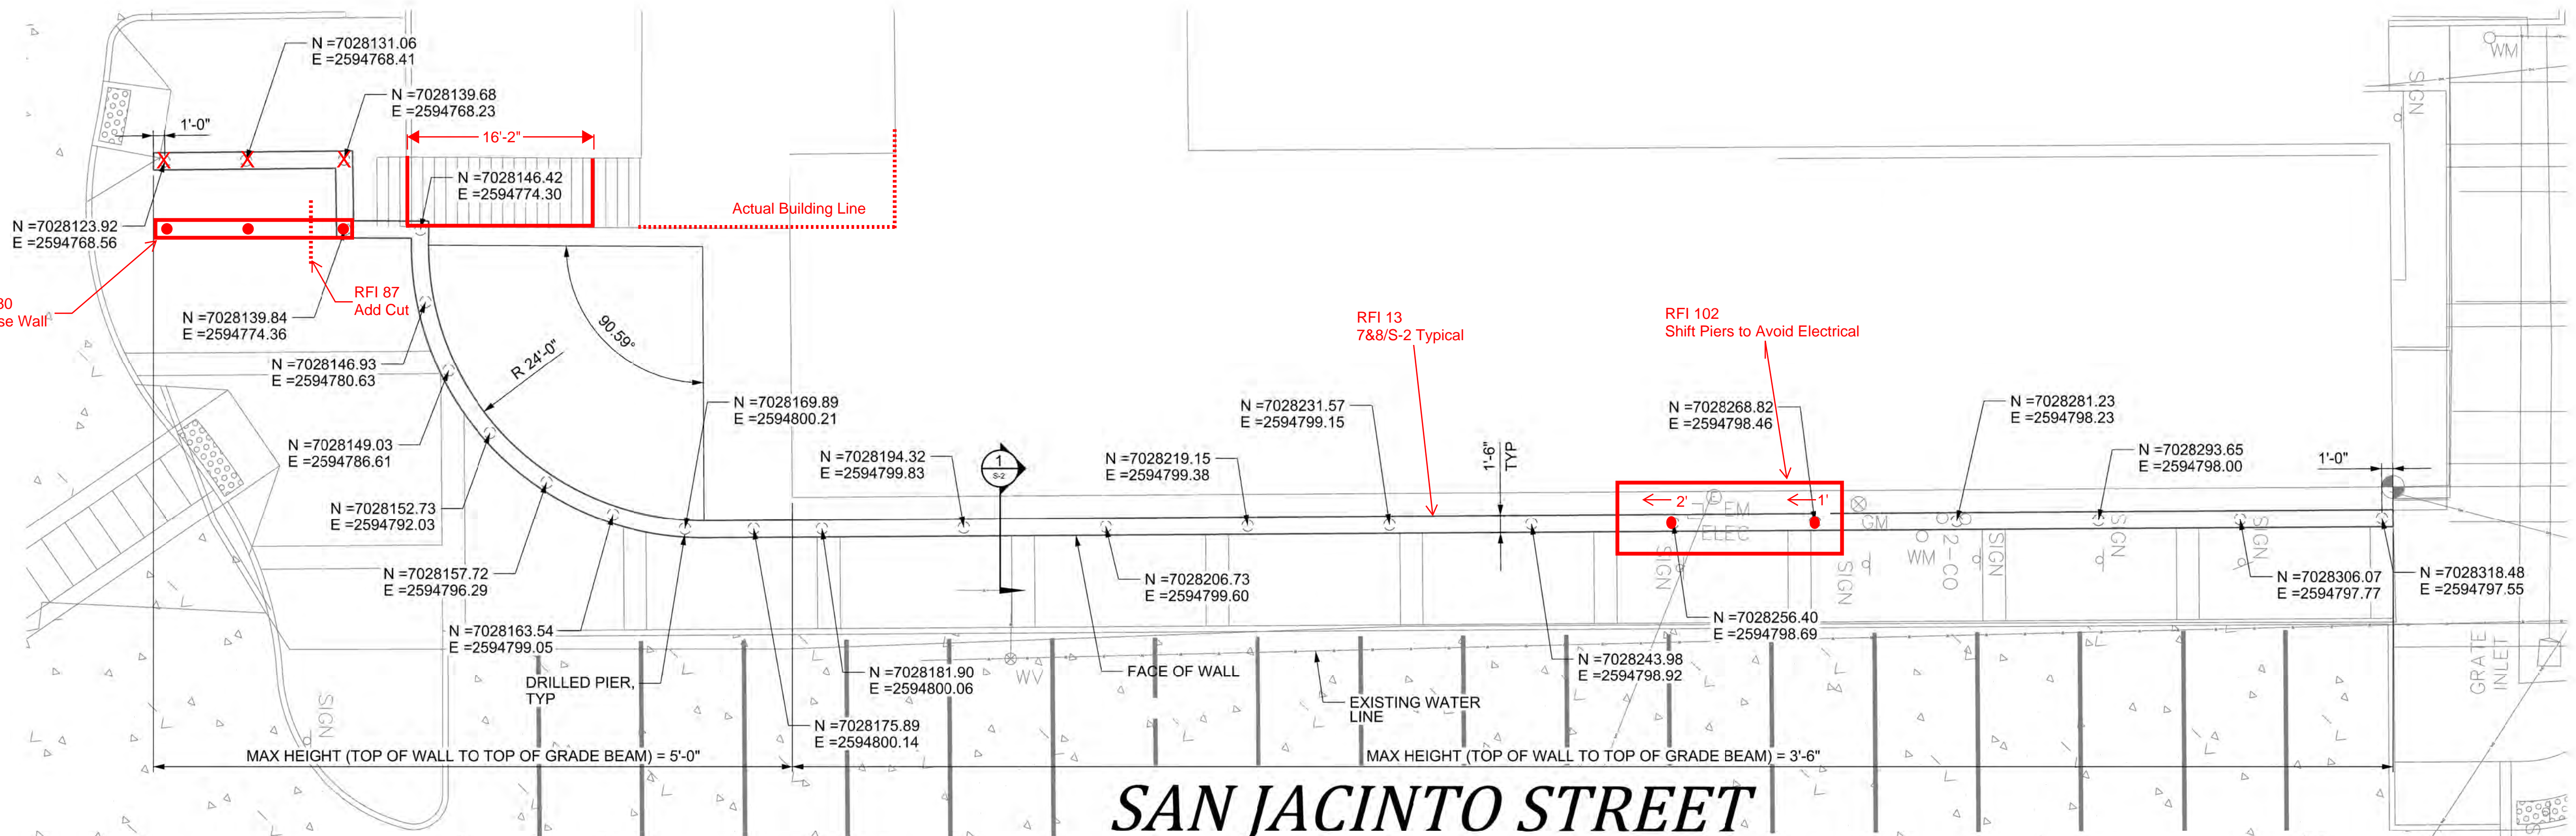 N =7028131.06
E =2594768.41
N =7028139.68
E =2594768.23
1'-0"
16'-2"
N =7028146.42
E =2594774.30
Actual Building Line
N =7028123.92
E =2594768.56
RFI 87
Add Cut
30
se Wall
N =7028139.84
E =2594774.36
90.59°
R 24'-0"
N =7028146.93
E =2594780.63
N =7028149.03
E =2594786.61
N =7028152.73
E =2594792.03
N =7028157.72
E =2594796.29
N =7028163.54
E =2594799.05
DRILLED PIER,
TYP
N =7028169.89
E =2594800.21
N =7028175.89
E =2594800.14
N =7028181.90
E =2594800.06
N =7028194.32
E =2594799.83
1
S-2
N =7028206.73
E =2594799.60
N =7028219.15
E =2594799.38
N =7028231.57
E =2594799.15
RFI 13
7&8/S-2 Typical
1'-6"
TYP
RFI 102
Shift Piers to Avoid Electrical
N =7028268.82
E =2594798.46
2'
1'
E
EM
ELEC
GM
WM
2-CO
SIGN
SIGN
SIGN
SIGN
SIGN
N =7028281.23
E =2594798.23
N =7028293.65
E =2594798.00
1'-0"
N =7028306.07
E =2594797.77
N =7028318.48
E =2594797.55
N =7028256.40
E =2594798.69
N =7028243.98
E =2594798.92
FACE OF WALL
EXISTING WATER
LINE
WV
SIGN
SIGN
WM
GRATE
INLET
MAX HEIGHT (TOP OF WALL TO TOP OF GRADE BEAM) = 5'-0"
MAX HEIGHT (TOP OF WALL TO TOP OF GRADE BEAM) = 3'-6"
SAN JACINTO STREET